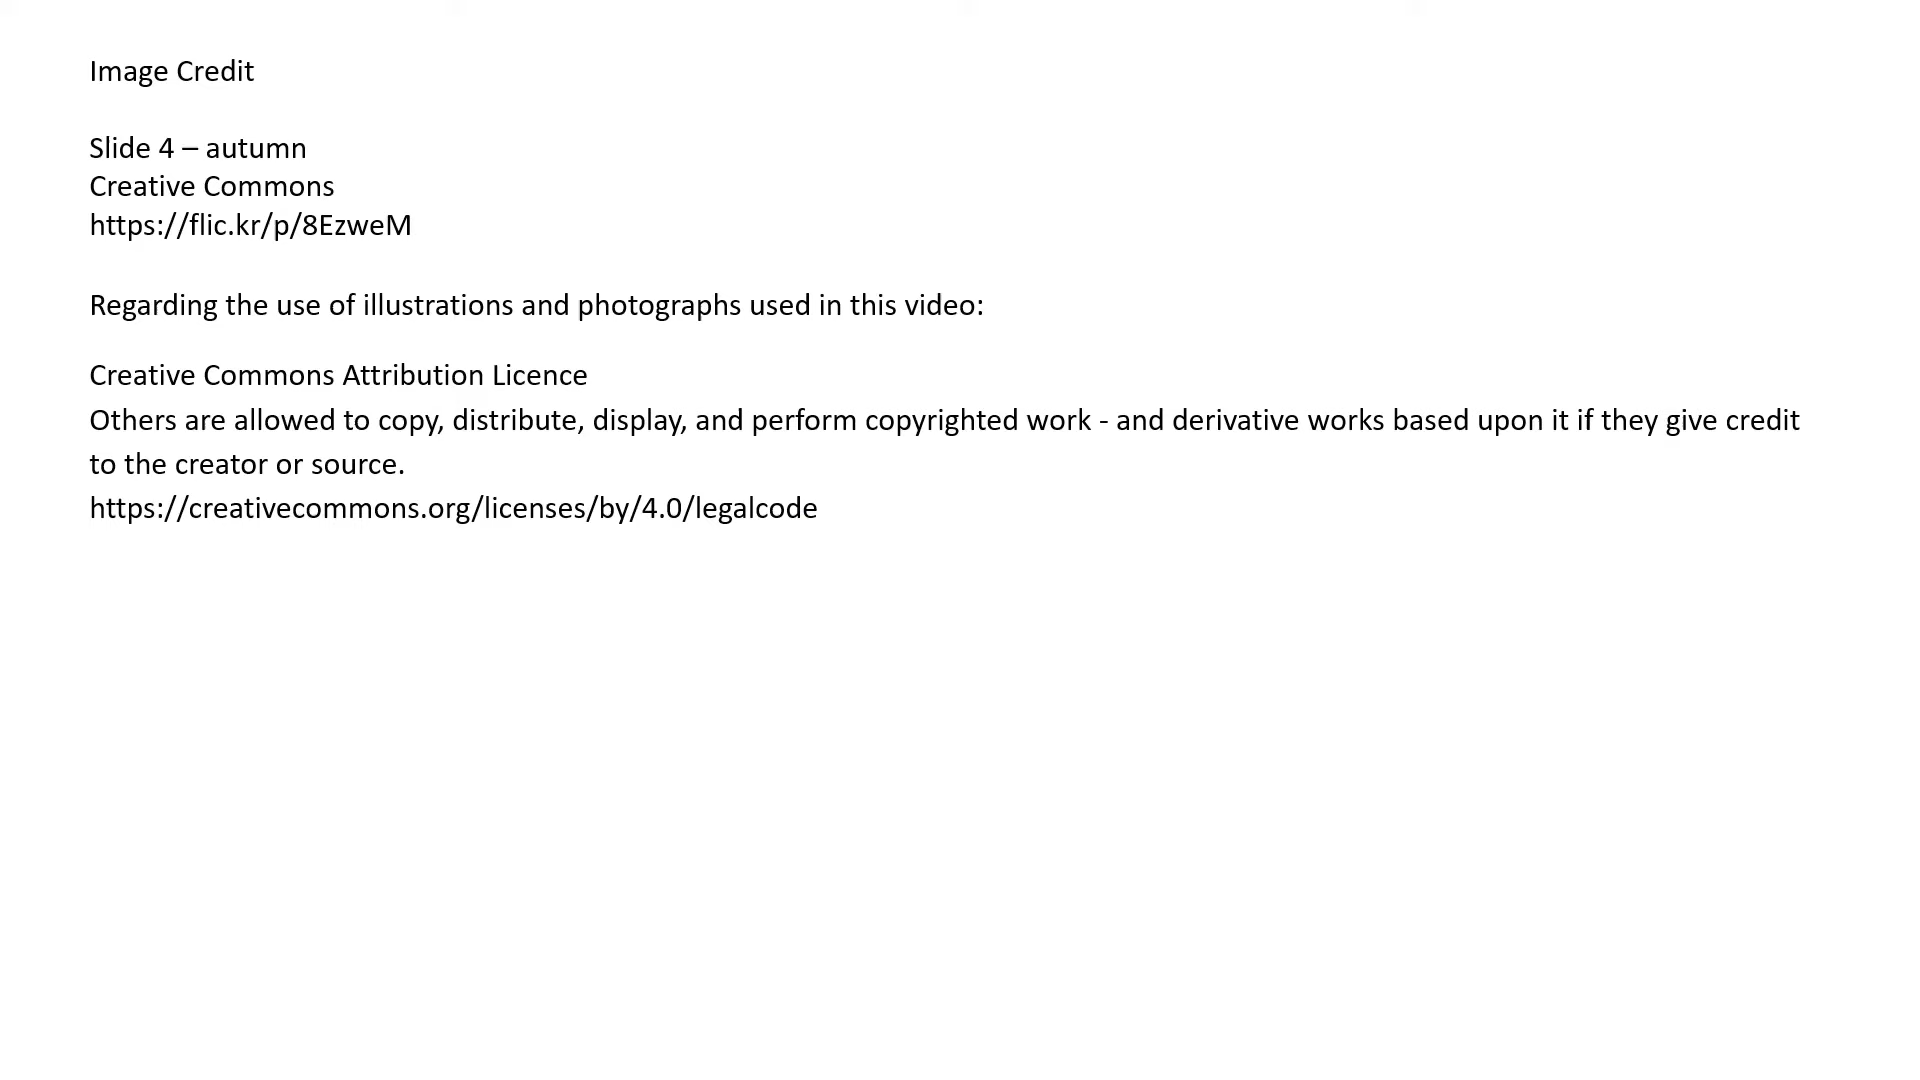 Image Credit
Slide 4 – autumn
Creative Commons
https://flic.kr/p/8EzweM
Regarding the use of illustrations and photographs used in this video:
Creative Commons Attribution Licence
Others are allowed to copy, distribute, display, and perform copyrighted work - and derivative works based upon it if they give credit
to the creator or source.
https://creativecommons.org/licenses/by/4.0/legalcode